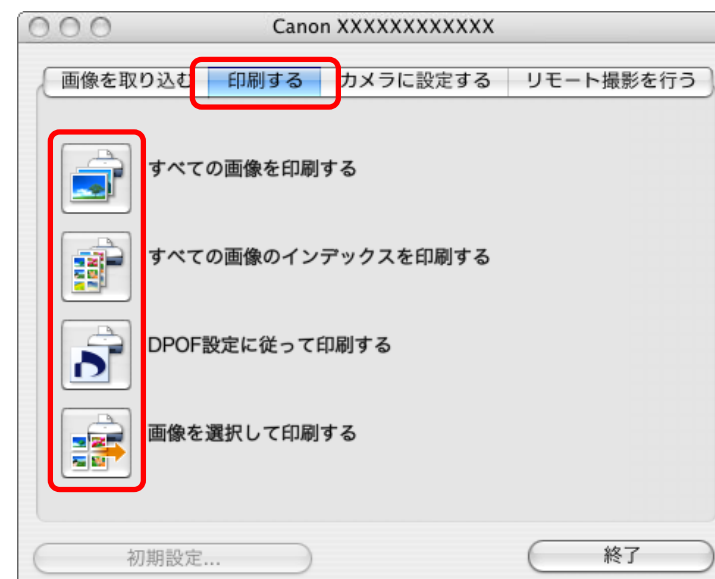 Canon XXXXXXXXXXXX
画像を取り込む 印刷する カメラに設定する リモート撮影を行う
すべての画像を印刷する
すべての画像のインデックスを印刷する
DPOF設定に従って印刷する
画像を選択して印刷する
初期設定... 終了